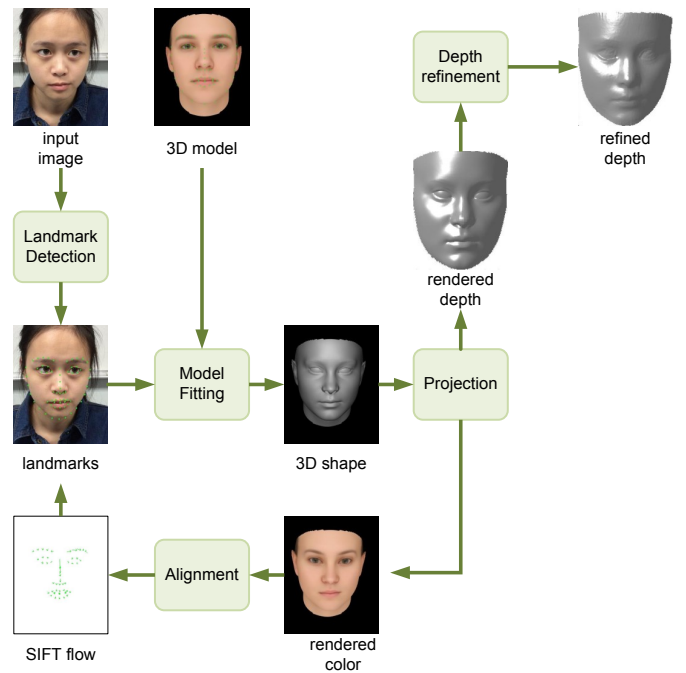 input
image
3D model
Depth
refinement
refined
depth
Landmark
Detection
rendered
depth
Model
Fitting
Projection
landmarks
3D shape
Alignment
SIFT flow
rendered
color